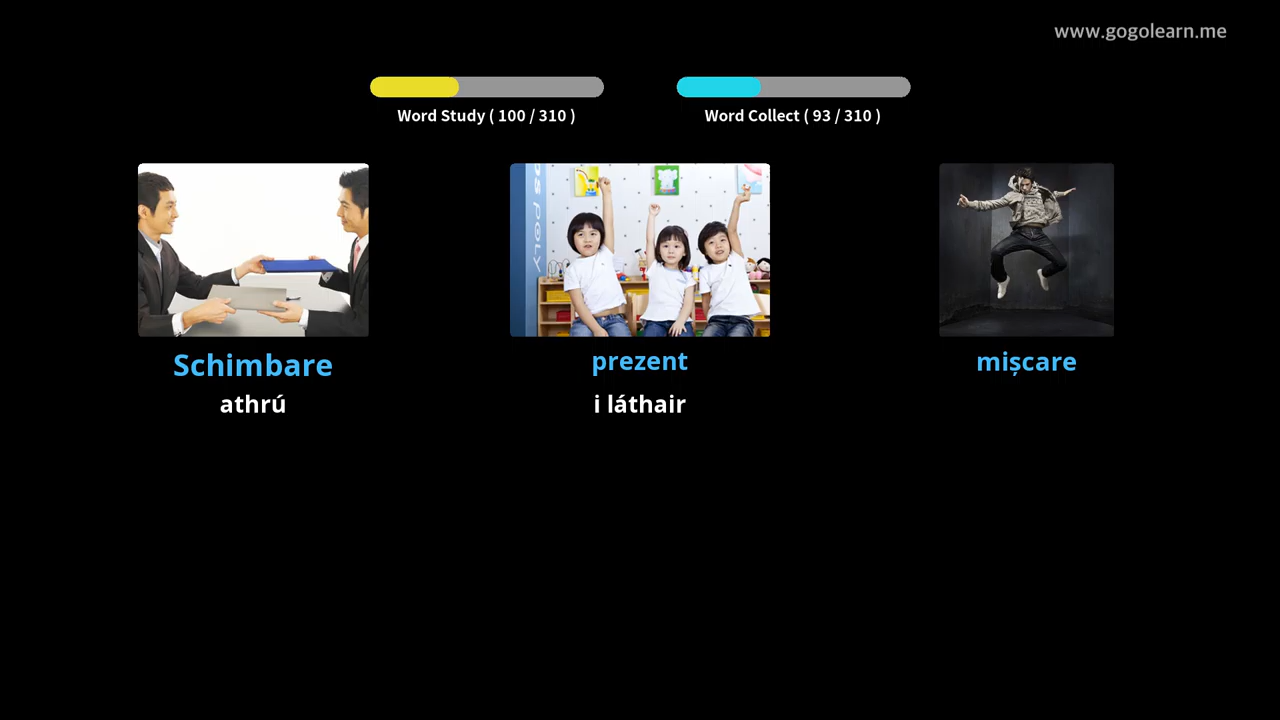 www.gogolearn.me
Word Study ( 100 / 310 )
Word Collect ( 93 / 310 )
Schimbare
athrú
prezent
i láthair
mișcare